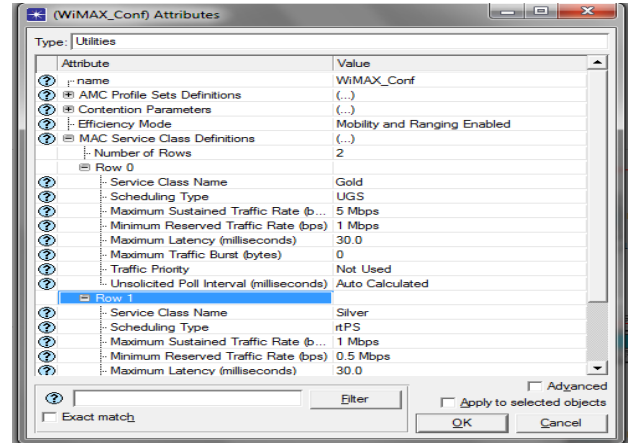 (WiMAX_Conf) Attributes
Type: Utilities
Attribute Value
name WiMAX_Conf
AMC Profile Sets Definitions (...)
Contention Parameters (...)
Efficiency Mode Mobility and Ranging Enabled
MAC Service Class Definitions (...)
Number of Rows 2
Row 0
Service Class Name Gold
Scheduling Type UGS
Maximum Sustained Traffic Rate (b... 5 Mbps
Minimum Reserved Traffic Rate (bps) 1 Mbps
Maximum Latency (milliseconds) 30.0
Maximum Traffic Burst (bytes) 0
Traffic Priority Not Used
Unsolicited Poll Interval (milliseconds) Auto Calculated
Row 1
Service Class Name Silver
Scheduling Type rtPS
Maximum Sustained Traffic Rate (b... 1 Mbps
Minimum Reserved Traffic Rate (bps) 0.5 Mbps
Maximum Latency (milliseconds) 30.0
Advanced
Filter Apply to selected objects
Exact match OK Cancel